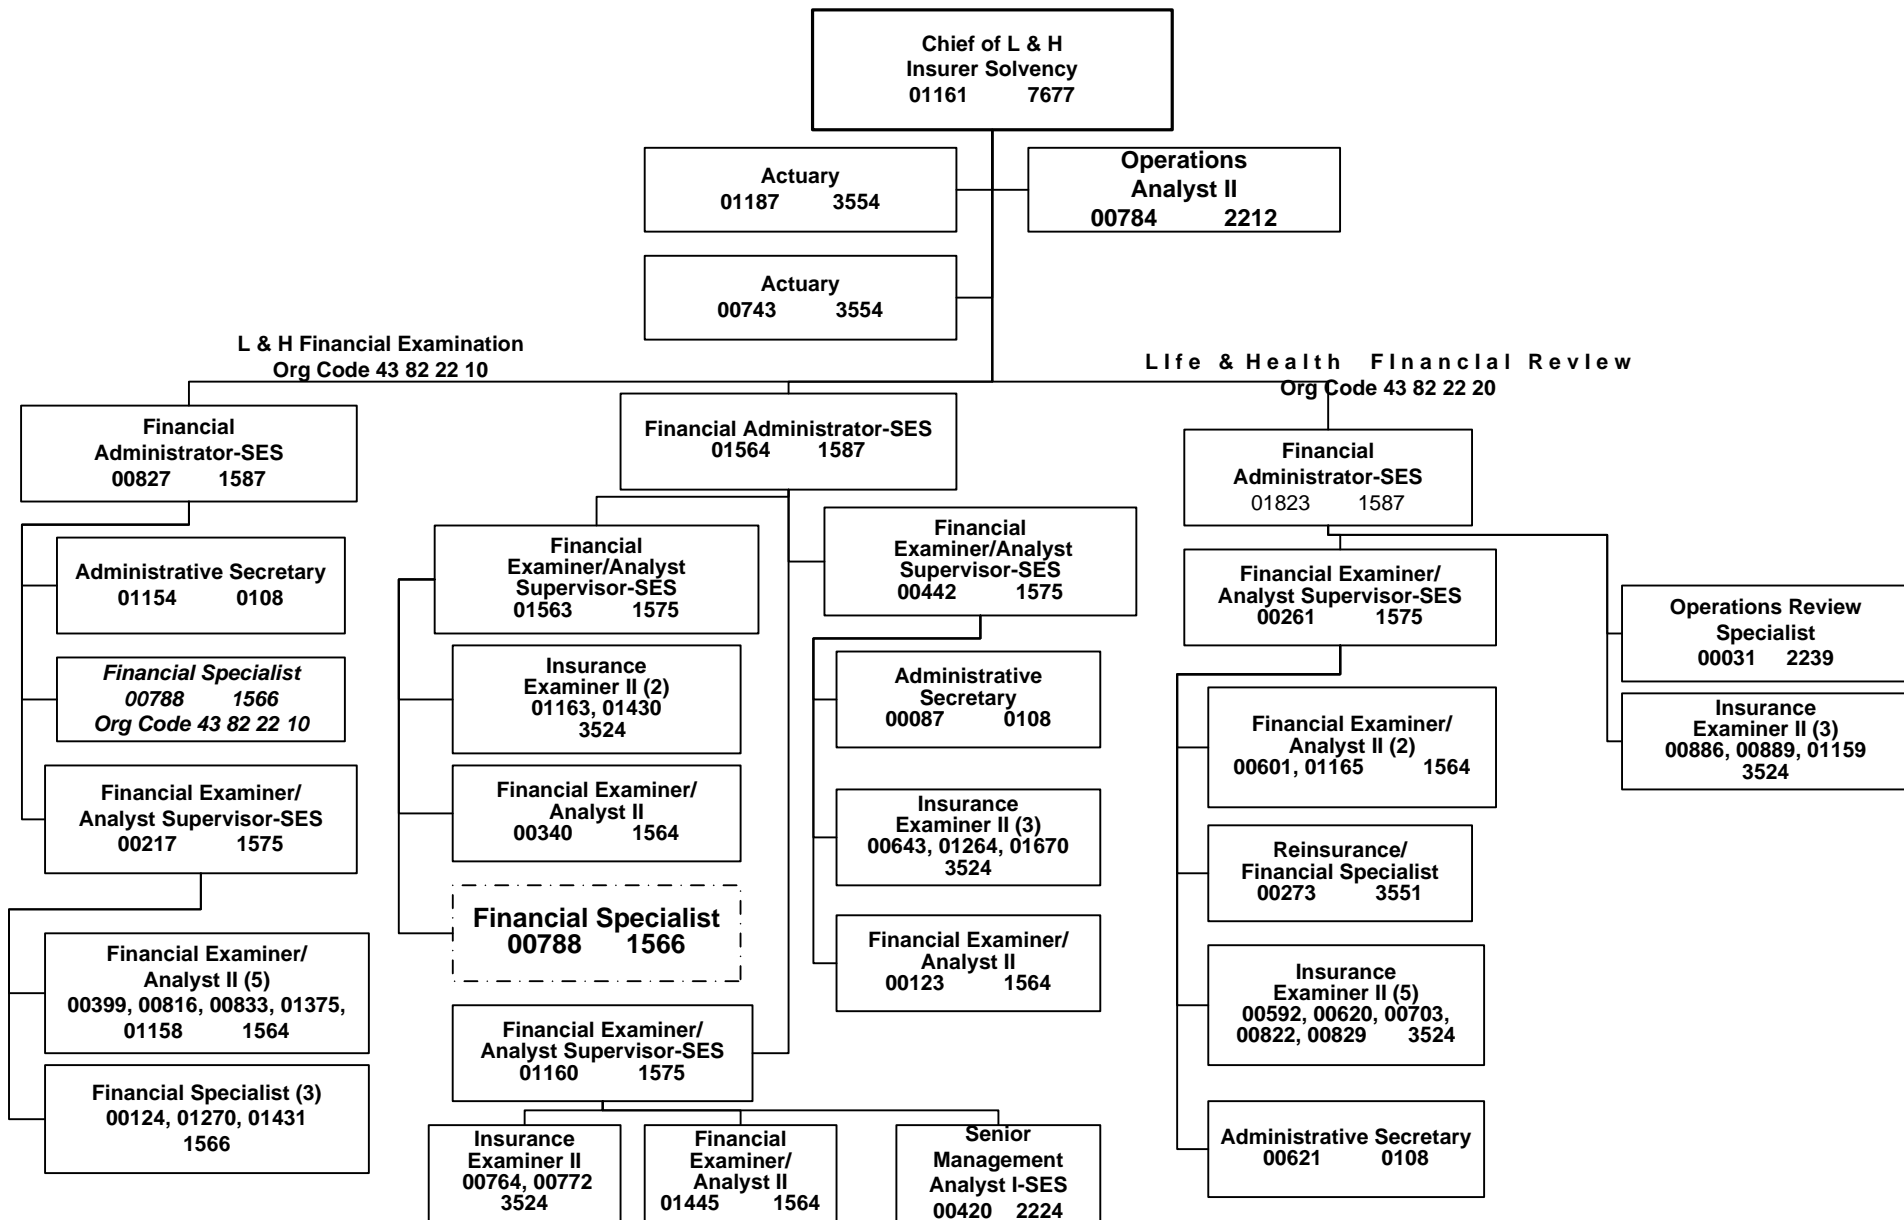 Chief of L & H
Insurer Solvency
01161 7677
Actuary
01187 3554
Operations
Analyst II
00784 2212
Actuary
00743 3554
L & H Financial Examination
Org Code 43 82 22 10
LIfe & Health FInancIal RevIew
Org Code 43 82 22 20
Financial
Administrator-SES
00827 1587
Administrative Secretary
01154 0108
Financial Specialist
00788 1566
Org Code 43 82 22 10
Financial Examiner/
Analyst Supervisor-SES
00217 1575
Financial Examiner/
Analyst II (5)
00399, 00816, 00833, 01375,
01158 1564
Financial Specialist (3)
00124, 01270, 01431
1566
Financial Administrator-SES
01564 1587
Financial
Examiner/Analyst
Supervisor-SES
01563 1575
Insurance
Examiner II (2)
01163, 01430
3524
Financial Examiner/
Analyst II
00340 1564
Financial Specialist
00788 1566
Financial Examiner/
Analyst Supervisor-SES
01160 1575
Insurance
Examiner II
00764, 00772
3524
Financial
Examiner/
Analyst II
01445 1564
Senior
Management
Analyst I-SES
00420 2224
Financial
Examiner/Analyst
Supervisor-SES
00442 1575
Administrative
Secretary
00087 0108
Insurance
Examiner II (3)
00643, 01264, 01670
3524
Financial Examiner/
Analyst II
00123 1564
Financial
Administrator-SES
01823 1587
Financial Examiner/
Analyst Supervisor-SES
00261 1575
Financial Examiner/
Analyst II (2)
00601, 01165 1564
Reinsurance/
Financial Specialist
00273 3551
Insurance
Examiner II (5)
00592, 00620, 00703,
00822, 00829 3524
Administrative Secretary
00621 0108
Operations Review
Specialist
00031 2239
Insurance
Examiner II (3)
00886, 00889, 01159
3524